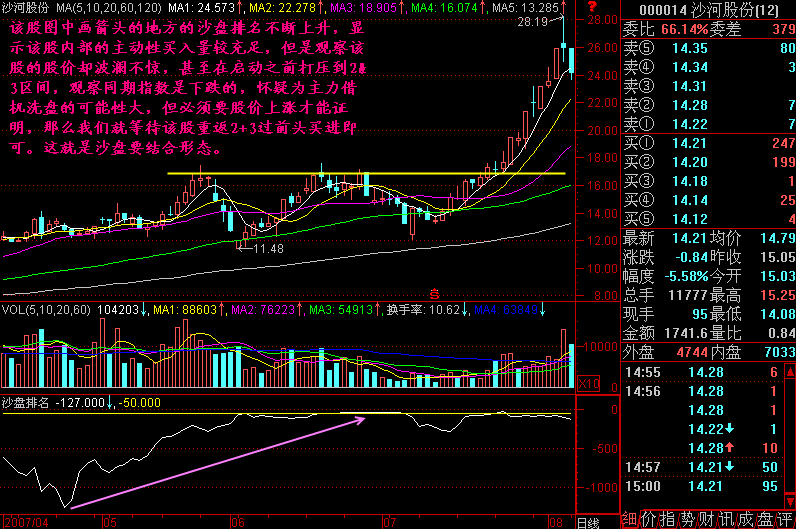 沙河股份 MA(5,10,20,60,120) MA1: 24.573↑, MA2: 22.278↑, MA3: 18.905↑, MA4: 16.074↑, MA5: 13.285↑
28.19
该股图中画箭头的地方的沙盘排名不断上升，显
示该股内部的主动性买入量较充足，但是观察该
股的股价却波澜不惊，甚至在启动之前打压到2&
3区间，观察同期指数是下跌的，怀疑为主力借
机洗盘的可能性大，但必须要股价上涨才能证
明，那么我们就等待该股重返2+3过前头买进即
可。这就是沙盘要结合形态。
?
28.00
26.00
24.00
22.00
20.00
18.00
16.00
14.00
12.00
10.00
8.00
11.48
VOL(5,10,20,60) 104203↓, MA1: 88603↑, MA2: 76223↑, MA3: 54913↑, 换手率: 10.62↓, MA4: 63849↓
10000
X10
沙盘排名 -127.000↓, -50.000
0
-500
-1000
2007/04 05 06 07 08 日线
000014 沙河股份(12)
委比 66.14% 委差 379
卖⑤ 14.35 80
卖④ 14.34 3
卖③ 14.31
卖② 14.28 7
卖① 14.22 7
买① 14.21 247
买② 14.20 199
买③ 14.18 1
买④ 14.14 25
买⑤ 14.12 4
最新 14.21 均价 14.79
涨跌 -0.84 昨收 15.05
幅度 -5.58% 今开 15.03
总手 11777 最高 15.25
现手 95 最低 14.08
金额 1741.6 量比 0.84
外盘 4744 内盘 7033
14:55 14.28 6
14:56 14.28 1
14.28 1
14.22↓ 1
14.28↑ 10
14:57 14.21↓ 50
15:00 14.21 95
细 价 指 势 财 讯 成 盘 评